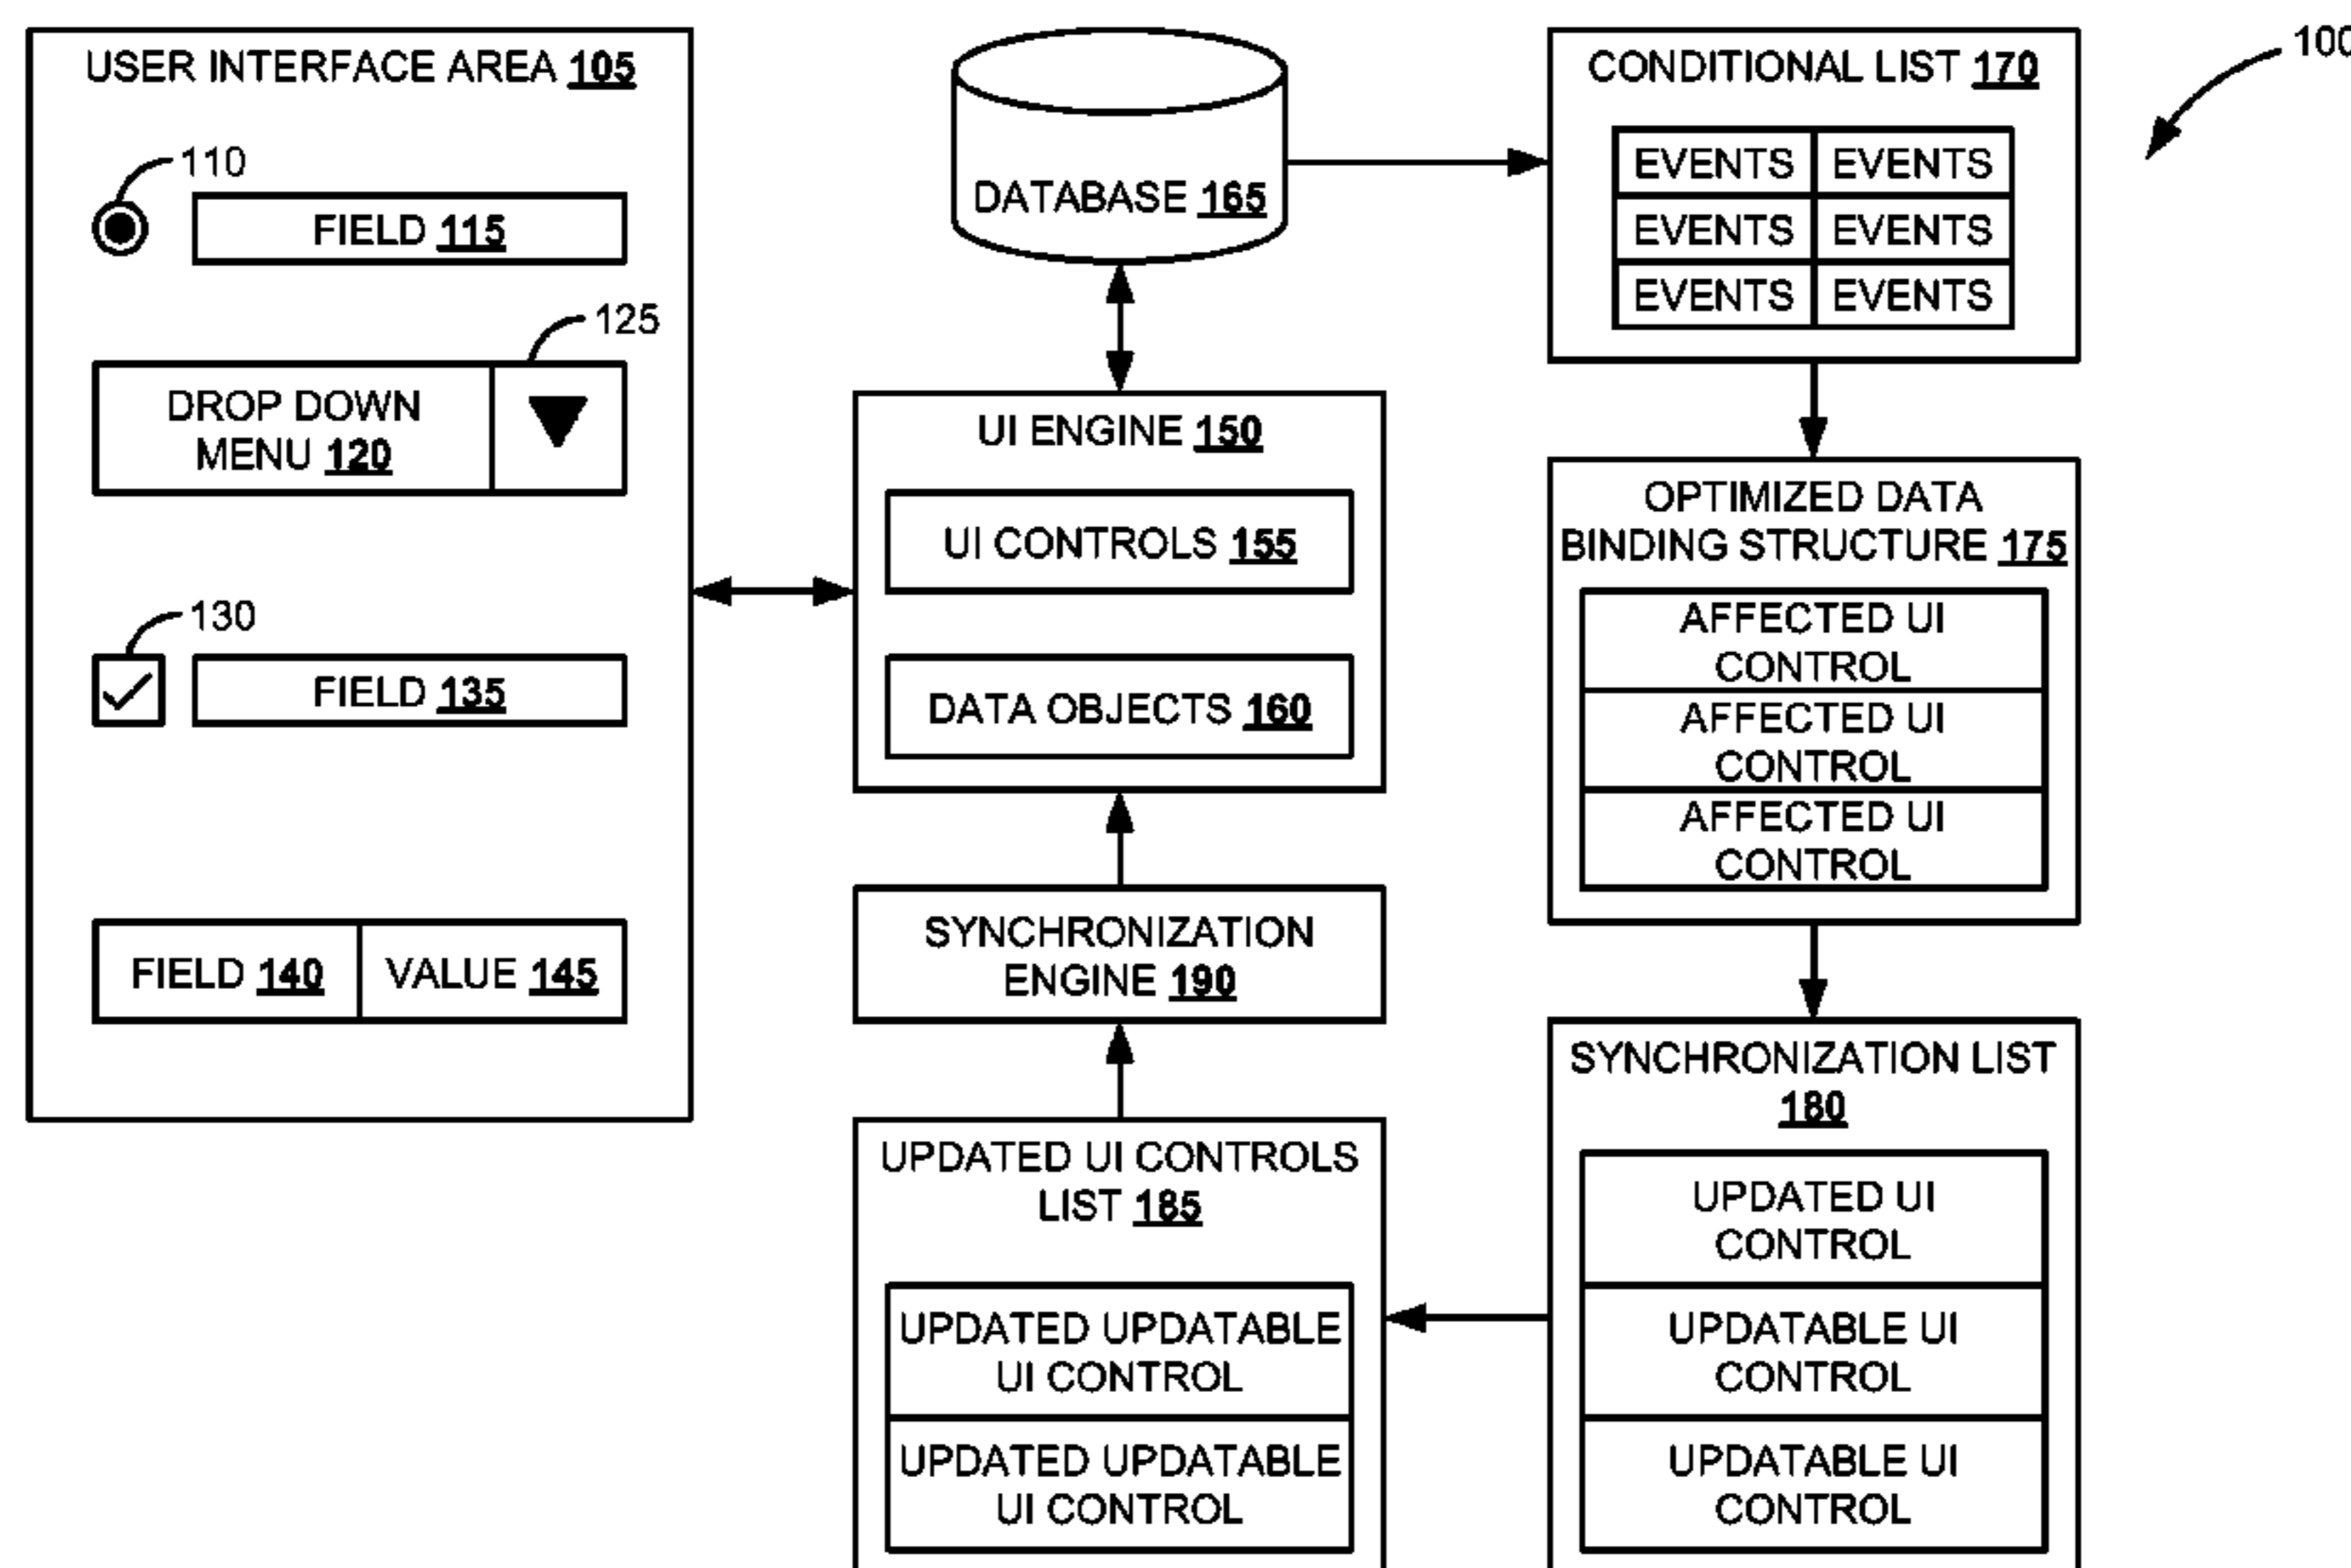 USER INTERFACE AREA 105
110
FIELD 115
125
DROP DOWN
MENU 120
130
FIELD 135
FIELD 140
VALUE 145
DATABASE 165
UI ENGINE 150
UI CONTROLS 155
DATA OBJECTS 160
SYNCHRONIZATION
ENGINE 190
UPDATED UI CONTROLS
LIST 185
UPDATED UPDATABLE
UI CONTROL
UPDATED UPDATABLE
UI CONTROL
CONDITIONAL LIST 170
EVENTS EVENTS
EVENTS EVENTS
EVENTS EVENTS
OPTIMIZED DATA
BINDING STRUCTURE 175
AFFECTED UI
CONTROL
AFFECTED UI
CONTROL
AFFECTED UI
CONTROL
SYNCHRONIZATION LIST
180
UPDATED UI
CONTROL
UPDATABLE UI
CONTROL
UPDATABLE UI
CONTROL
100